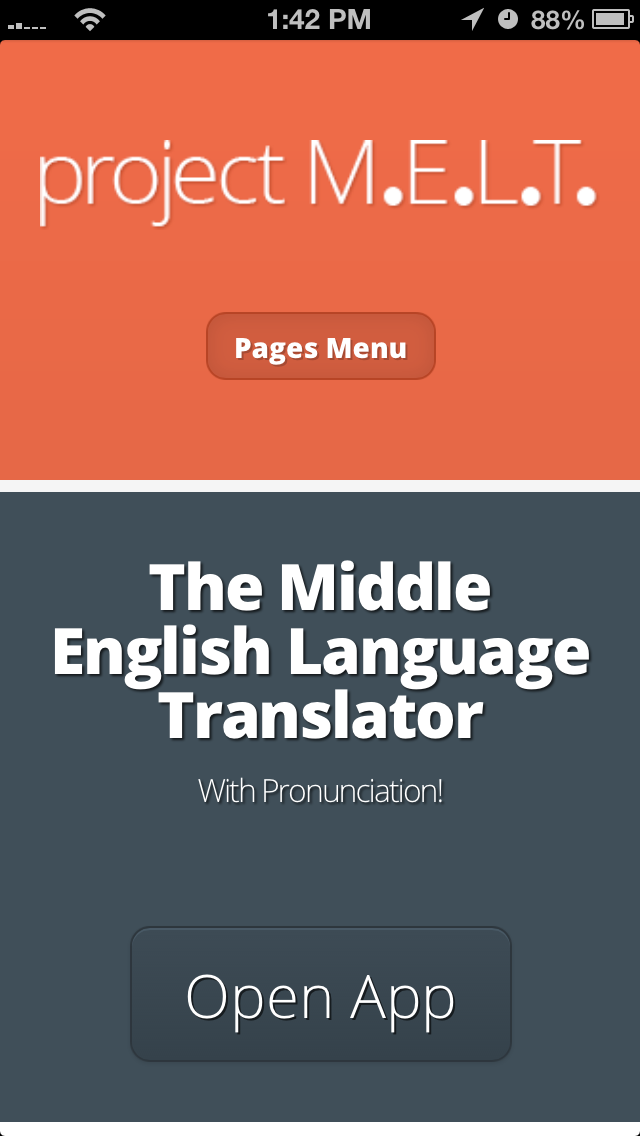 1:42 PM 88%
project M.E.L.T.
Pages Menu
The Middle
English Language
Translator
With Pronunciation!
Open App